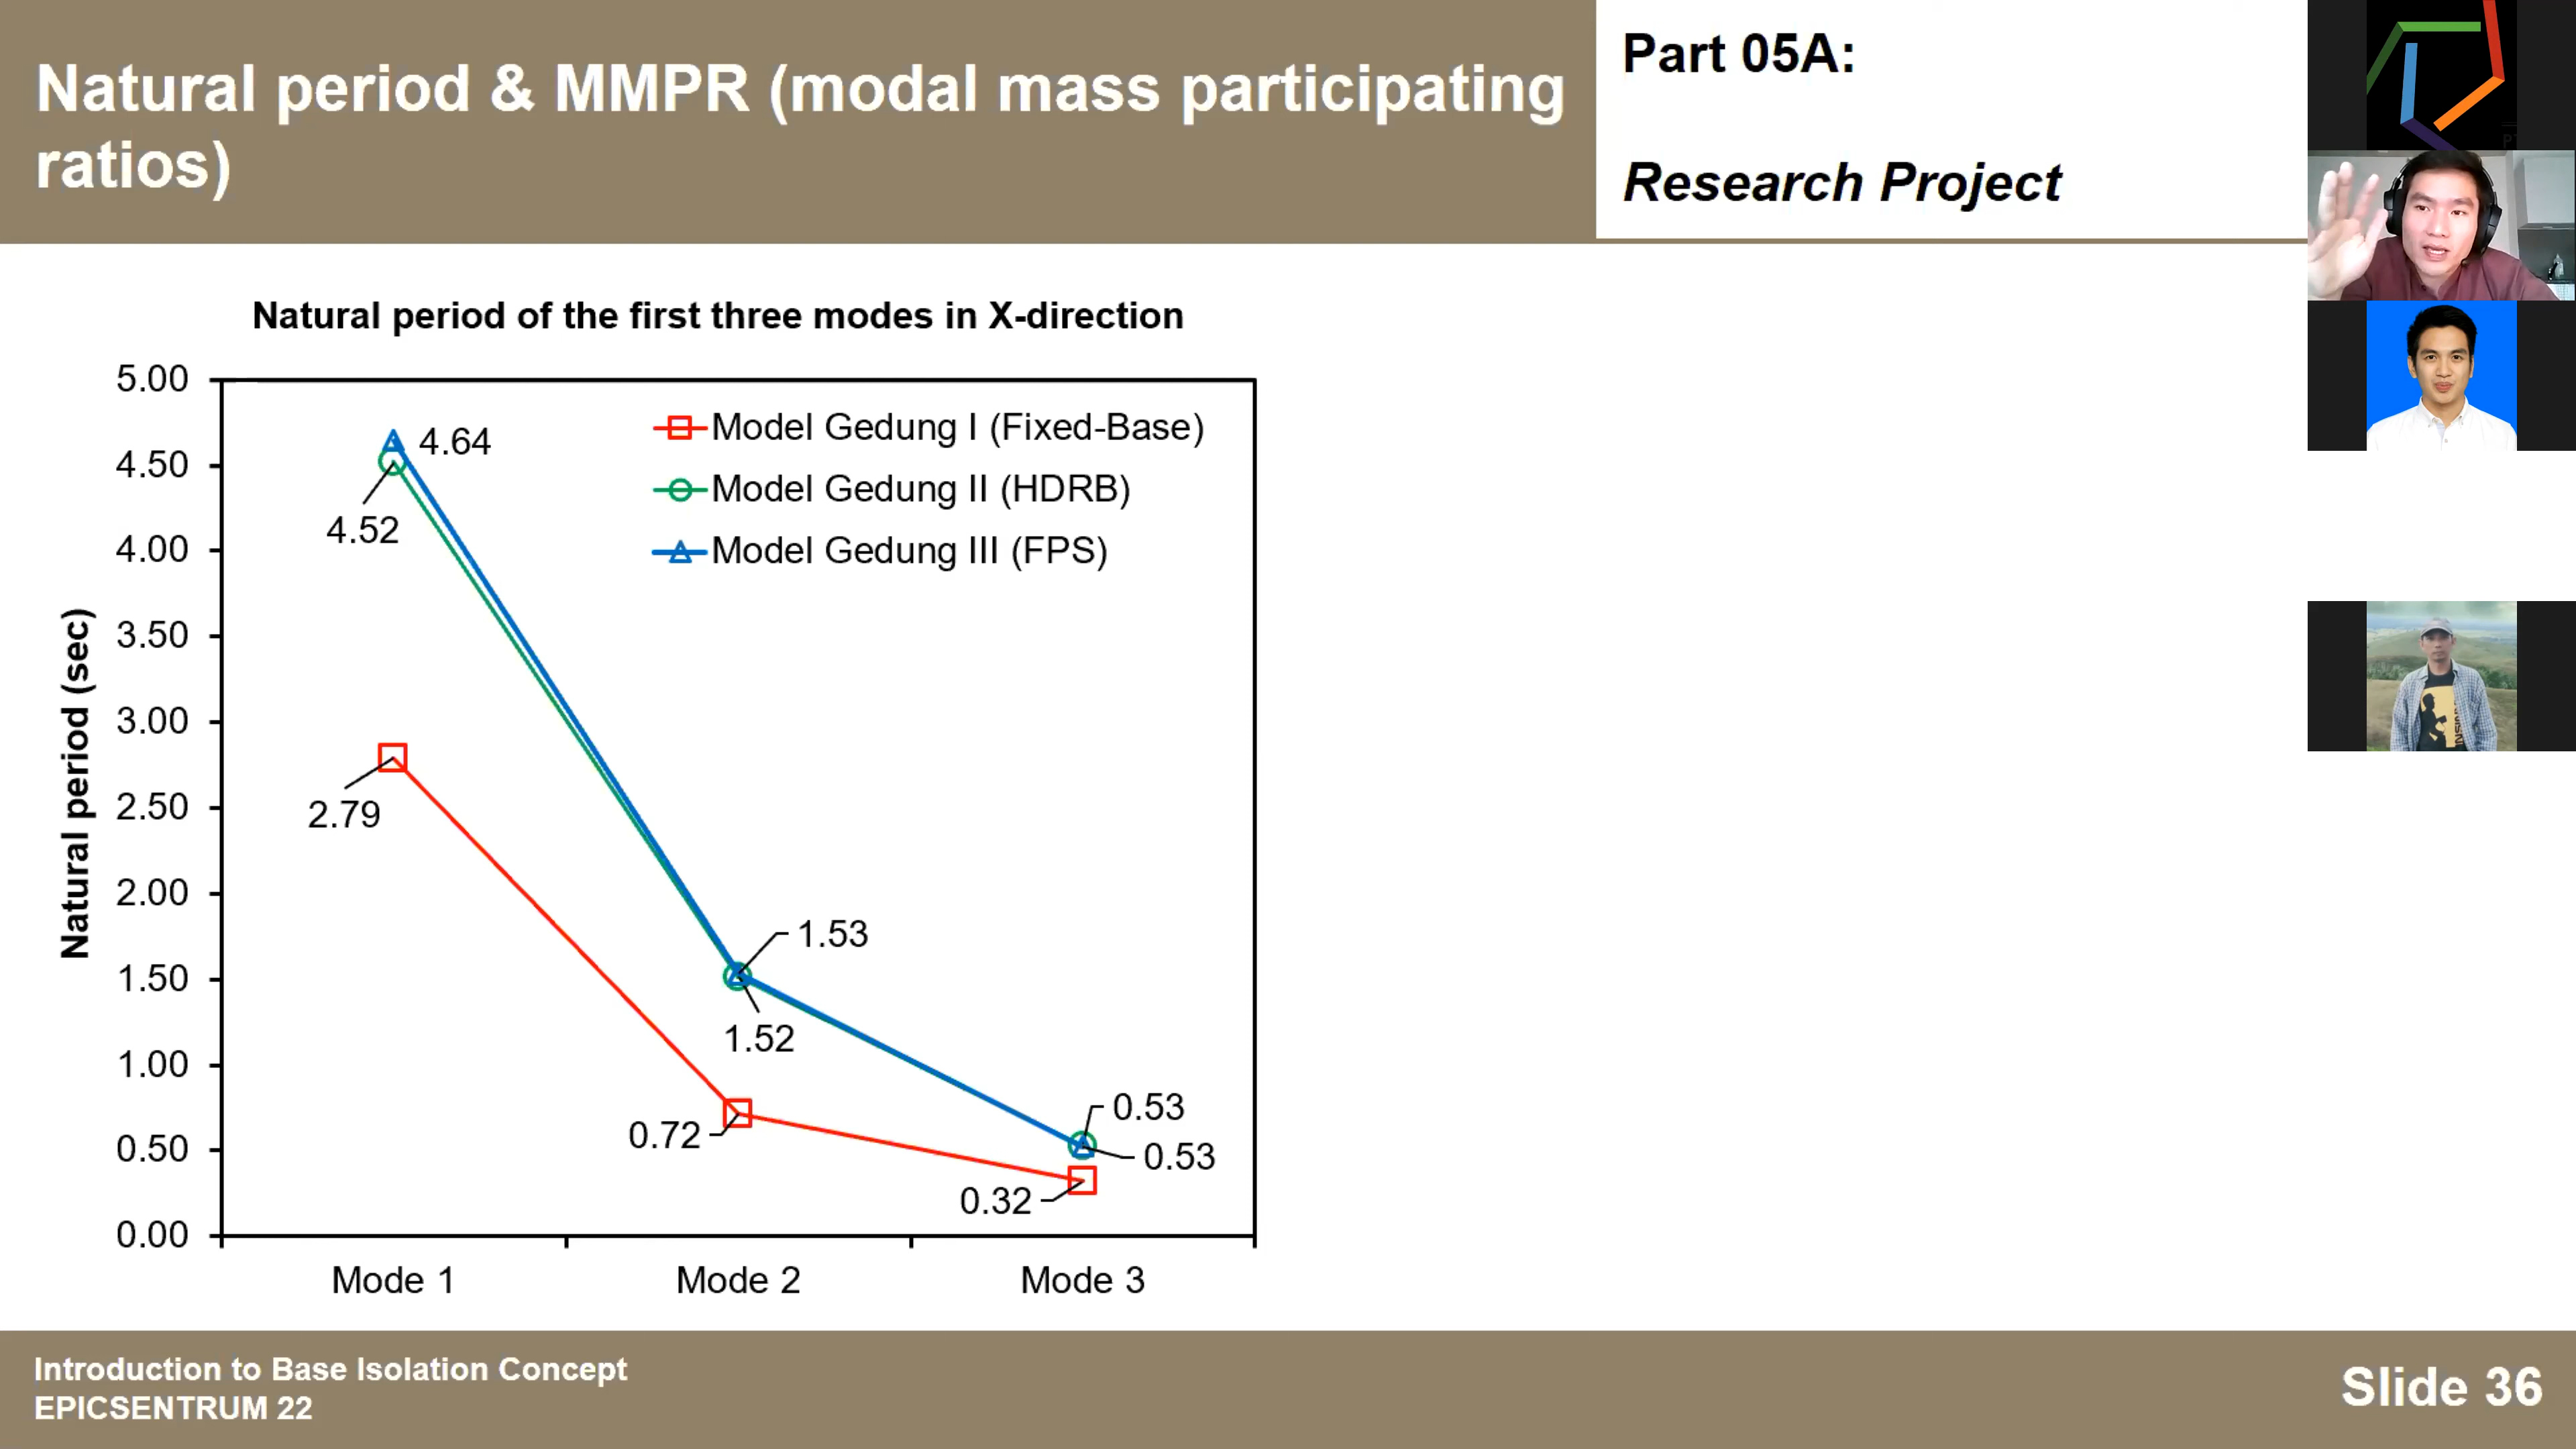 Natural period & MMPR (modal mass participating
ratios)
Part 05A:
Research Project
Natural period of the first three modes in X-direction
Natural period (sec)
5.00
4.50
4.00
3.50
3.00
2.50
2.00
1.50
1.00
0.50
0.00
Model Gedung I (Fixed-Base)
Model Gedung II (HDRB)
Model Gedung III (FPS)
4.64
4.52
2.79
1.53
1.52
0.72
0.53
0.53
0.32
Mode 1
Mode 2
Mode 3
Introduction to Base Isolation Concept
EPICSENTRUM 22
Slide 36